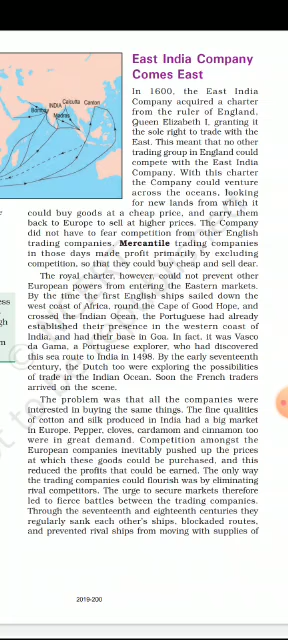 East India Company
Comes East
INDIA
Calcutta
Canton
Bombay
Madras
In 1600, the East India
Company acquired a charter
from the ruler of England,
Queen Elizabeth I, granting it
the sole right to trade with the
East. This meant that no other
trading group in England could
compete with the East India
Company. With this charter
the Company could venture
across the oceans, looking
for new lands from which it
could buy goods at a cheap price, and carry them
back to Europe to sell at higher prices. The Company
did not have to fear competition from other English
trading companies. Mercantile trading companies
in those days made profit primarily by excluding
competition, so that they could buy cheap and sell dear.
The royal charter, however, could not prevent other
European powers from entering the Eastern markets.
By the time the first English ships sailed down the
west coast of Africa, round the Cape of Good Hope, and
crossed the Indian Ocean, the Portuguese had already
established their presence in the western coast of
India, and had their base in Goa. In fact, it was Vasco
da Gama, a Portuguese explorer, who had discovered
this sea route to India in 1498. By the early seventeenth
century, the Dutch too were exploring the possibilities
of trade in the Indian Ocean. Soon the French traders
arrived on the scene.
The problem was that all the companies were
interested in buying the same things. The fine qualities
of cotton and silk produced in India had a big market
in Europe. Pepper, cloves, cardamom and cinnamon too
were in great demand. Competition amongst the
European companies inevitably pushed up the prices
at which these goods could be purchased, and this
reduced the profits that could be earned. The only way
the trading companies could flourish was by eliminating
rival competitors. The urge to secure markets therefore
led to fierce battles between the trading companies.
Through the seventeenth and eighteenth centuries they
regularly sank each other's ships, blockaded routes,
and prevented rival ships from moving with supplies of
2019-200